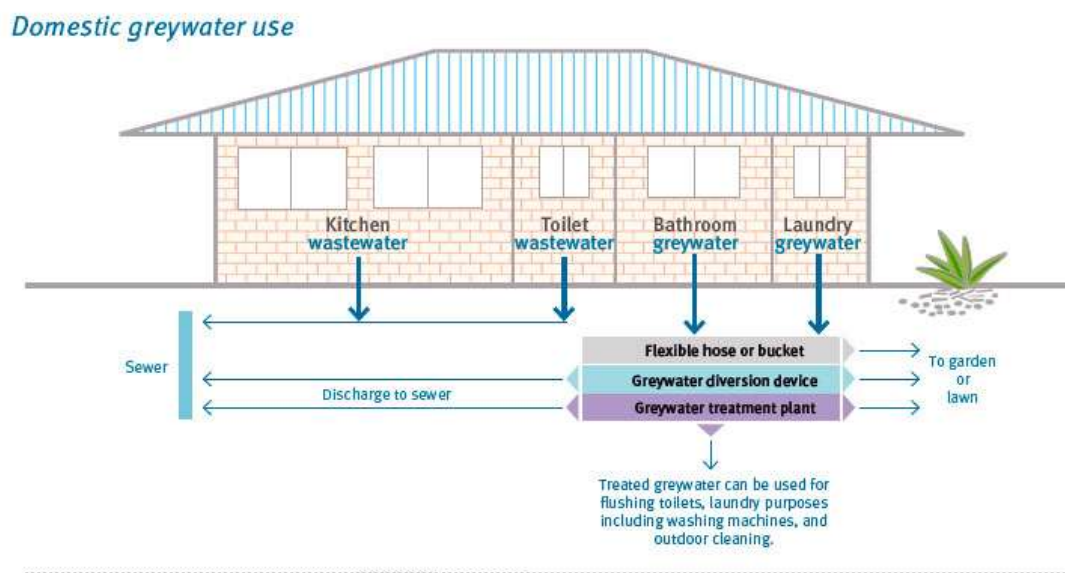 Domestic greywater use
Kitchen
wastewater
Toilet
wastewater
Bathroom
greywater
Laundry
greywater
Sewer
Discharge to sewer
Flexible hose or bucket
Greywater diversion device
Greywater treatment plant
To garden
or
lawn
Treated greywater can be used for
flushing toilets, laundry purposes
including washing machines, and
outdoor cleaning.